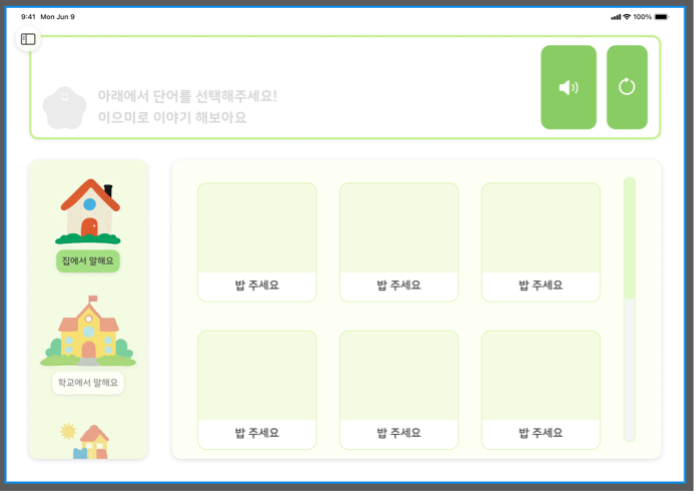 9:41 Mon Jun 9
100%
아래에서 단어를 선택해주세요!
이으미로 이야기 해보아요
집에서 말해요
학교에서 말해요
밥 주세요
밥 주세요
밥 주세요
밥 주세요
밥 주세요
밥 주세요